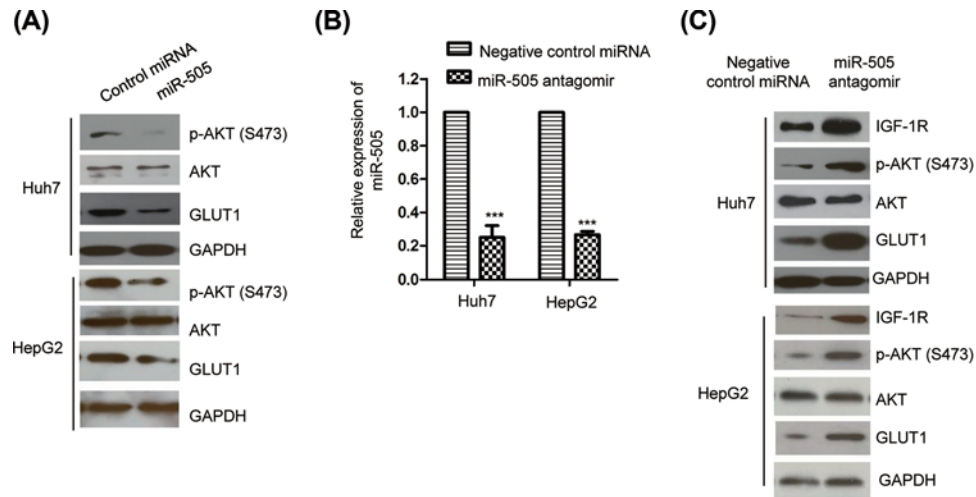 (A)
Control miRNA
miR-505
Huh7
p-AKT (S473)
AKT
GLUT1
GAPDH
HepG2
p-AKT (S473)
AKT
GLUT1
GAPDH
(B)
Negative control miRNA
miR-505 antagomir
Relative expression of
miR-505
1.2
1.0
0.8
0.6
0.4
0.2
0.0
***
***
Huh7
HepG2
(C)
Negative
control miRNA
miR-505
antagomir
Huh7
IGF-1R
p-AKT (S473)
AKT
GLUT1
GAPDH
HepG2
IGF-1R
p-AKT (S473)
AKT
GLUT1
GAPDH